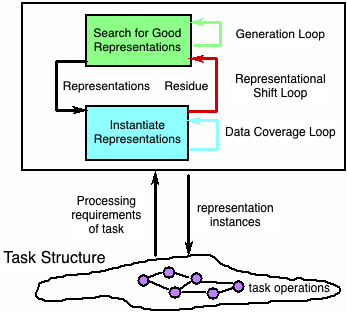 Search for Good
Representations
Generation Loop
Representations
Residue
Representational
Shift Loop
Instantiate
Representations
Data Coverage Loop
Processing
requirements
of task
representation
instances
Task Structure
task operations